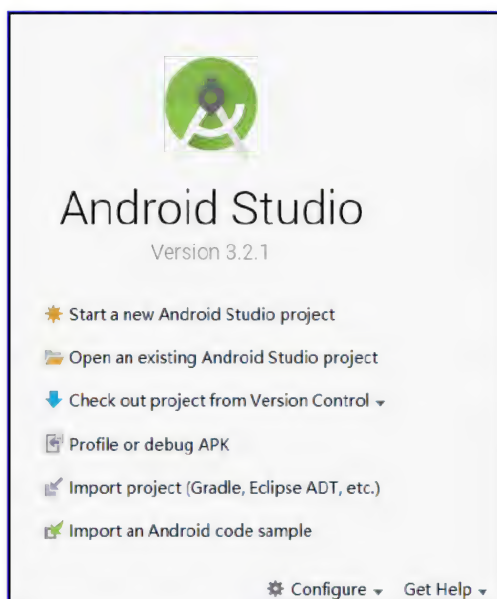 Android Studio
Version 3.2.1
Start a new Android Studio project
Open an existing Android Studio project
Check out project from Version Control
Profile or debug APK
Import project (Gradle, Eclipse ADT, etc.)
Import an Android code sample
Configure Get Help